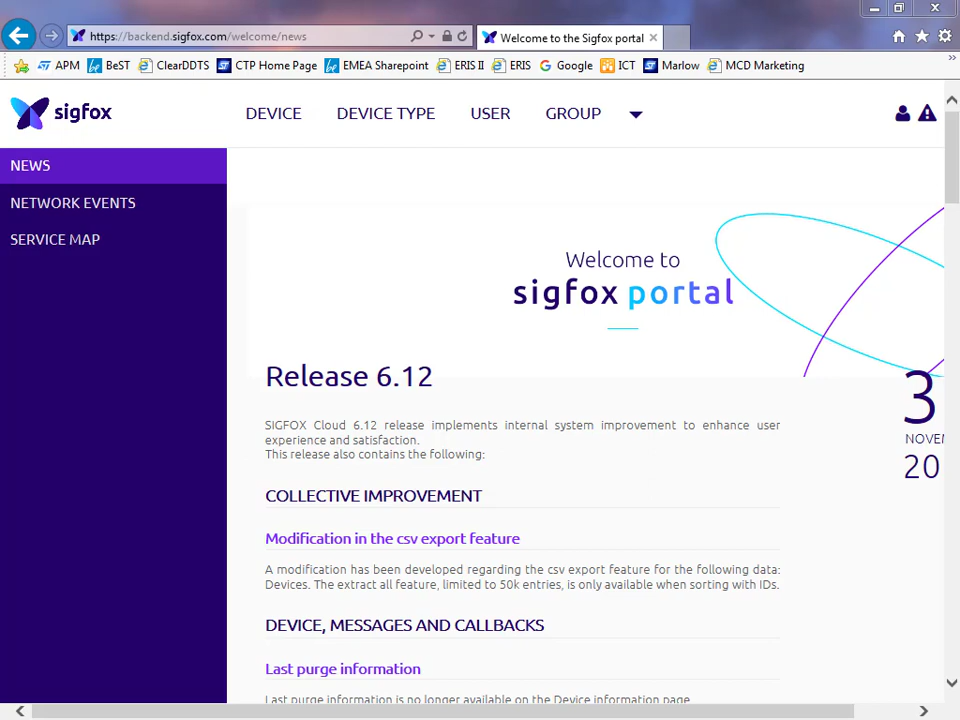 https://backend.sigfox.com/welcome/news
Welcome to the Sigfox portal
APM BeST ClearDDTS CTP Home Page EMEA Sharepoint ERIS II ERIS Google ICT Marlow MCD Marketing
sigfox DEVICE DEVICE TYPE USER GROUP
NEWS
NETWORK EVENTS
SERVICE MAP
Welcome to
sigfox portal
Release 6.12
3
NOVEM
20
SIGFOX Cloud 6.12 release implements internal system improvement to enhance user
experience and satisfaction.
This release also contains the following:
COLLECTIVE IMPROVEMENT
Modification in the csv export feature
A modification has been developed regarding the csv export feature for the following data:
Devices. The extract all feature, limited to 50k entries, is only available when sorting with IDs.
DEVICE, MESSAGES AND CALLBACKS
Last purge information
Last purge information is no longer available on the Device information page